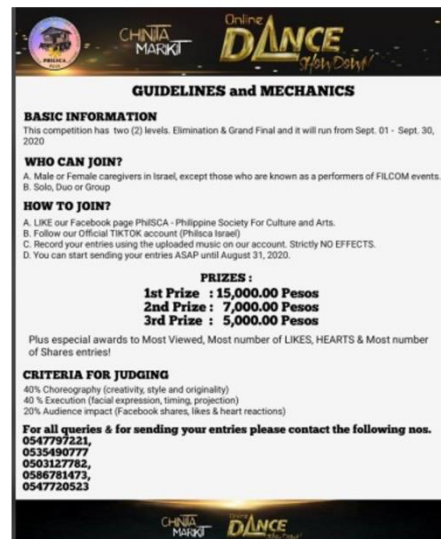 PHILSCA
CHINITA
MARIKIT
Online
DANCE
ShowDown!
GUIDELINES and MECHANICS
BASIC INFORMATION
This competition has two (2) levels. Elimination & Grand Final and it will run from Sept. 01 - Sept. 30,
2020
WHO CAN JOIN?
A. Male or Female caregivers in Israel, except those who are known as a performers of FILCOM events.
B. Solo, Duo or Group
HOW TO JOIN?
A. LIKE our Facebook page PhilSCA - Philippine Society For Culture and Arts.
B. Follow our Official TIKTOK account (Philsca Israel)
C. Record your entries using the uploaded music on our account. Strictly NO EFFECTS.
D. You can start sending your entries ASAP until August 31, 2020.
PRIZES :
1st Prize : 15,000.00 Pesos
2nd Prize : 7,000.00 Pesos
3rd Prize : 5,000.00 Pesos
Plus especial awards to Most Viewed, Most number of LIKES, HEARTS & Most number
of Shares entries!
CRITERIA FOR JUDGING
40% Choreography (creativity, style and originality)
40 % Execution (facial expression, timing, projection)
20% Audience impact (Facebook shares, likes & heart reactions)
For all queries & for sending your entries please contact the following nos.
0547797221,
0535490777
0503127782,
0586781473,
0547720523
CHINITA
MARIKIT
Online
DANCE
ShowDown!